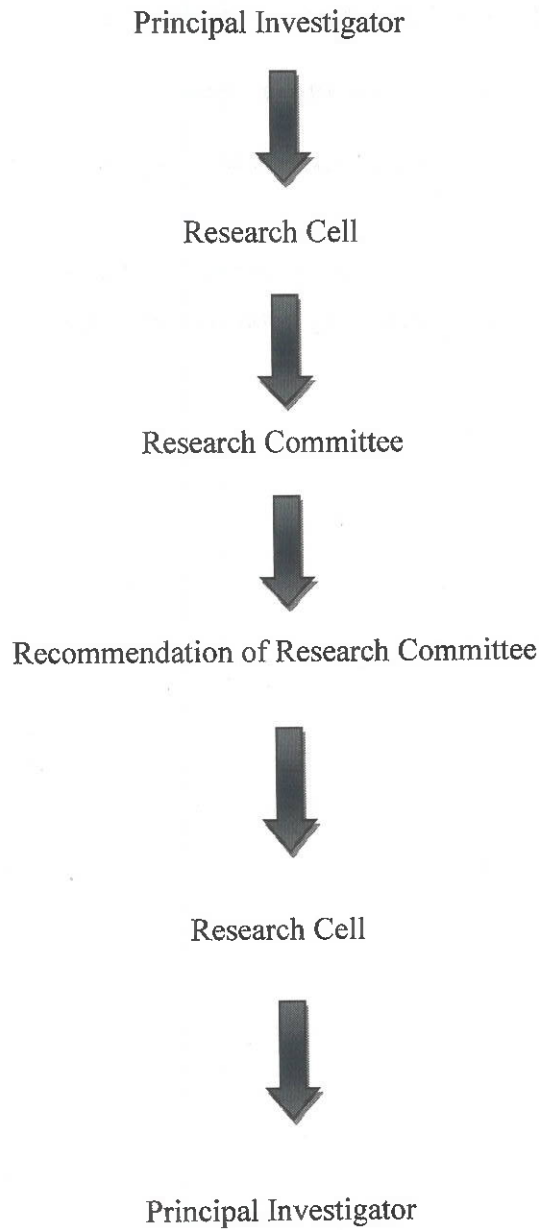 Principal Investigator
Research Cell
Research Committee
Recommendation of Research Committee
Research Cell
Principal Investigator